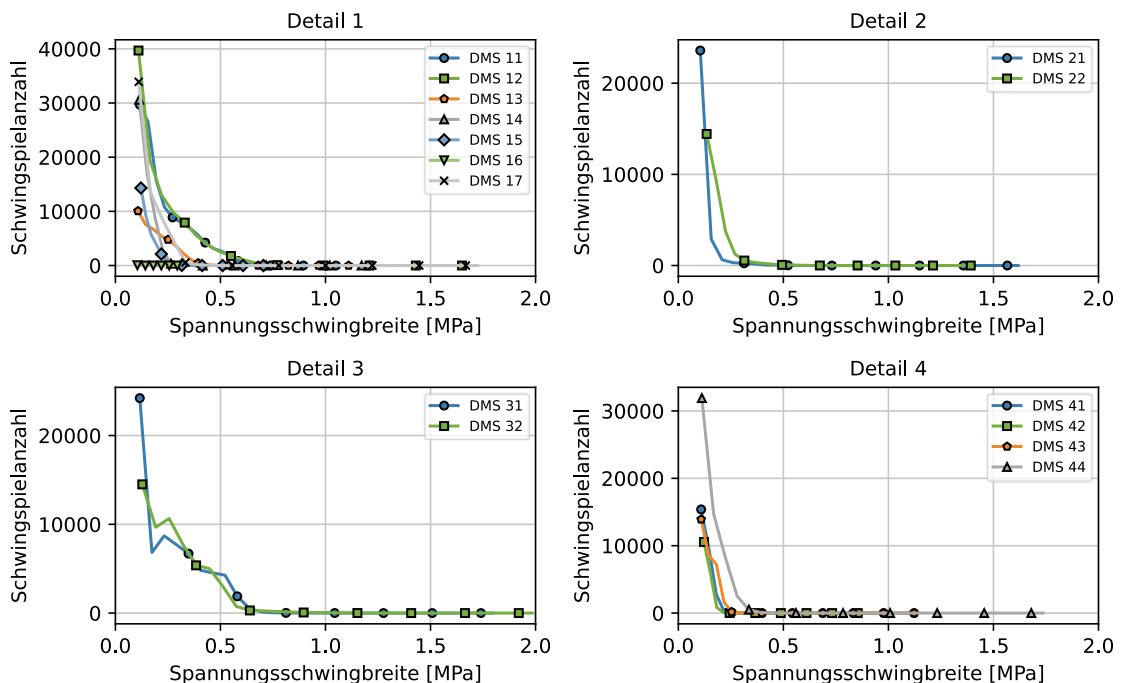 Detail 1
Schwingspielanzahl
40000
30000
20000
10000
0
0.0 0.5 1.0 1.5 2.0
Spannungsschwingbreite [MPa]
DMS 11
DMS 12
DMS 13
DMS 14
DMS 15
DMS 16
DMS 17
Detail 2
Schwingspielanzahl
20000
10000
0
0.0 0.5 1.0 1.5 2.0
Spannungsschwingbreite [MPa]
DMS 21
DMS 22
Detail 3
Schwingspielanzahl
20000
10000
0
0.0 0.5 1.0 1.5 2.0
Spannungsschwingbreite [MPa]
DMS 31
DMS 32
Detail 4
Schwingspielanzahl
30000
20000
10000
0
0.0 0.5 1.0 1.5 2.0
Spannungsschwingbreite [MPa]
DMS 41
DMS 42
DMS 43
DMS 44